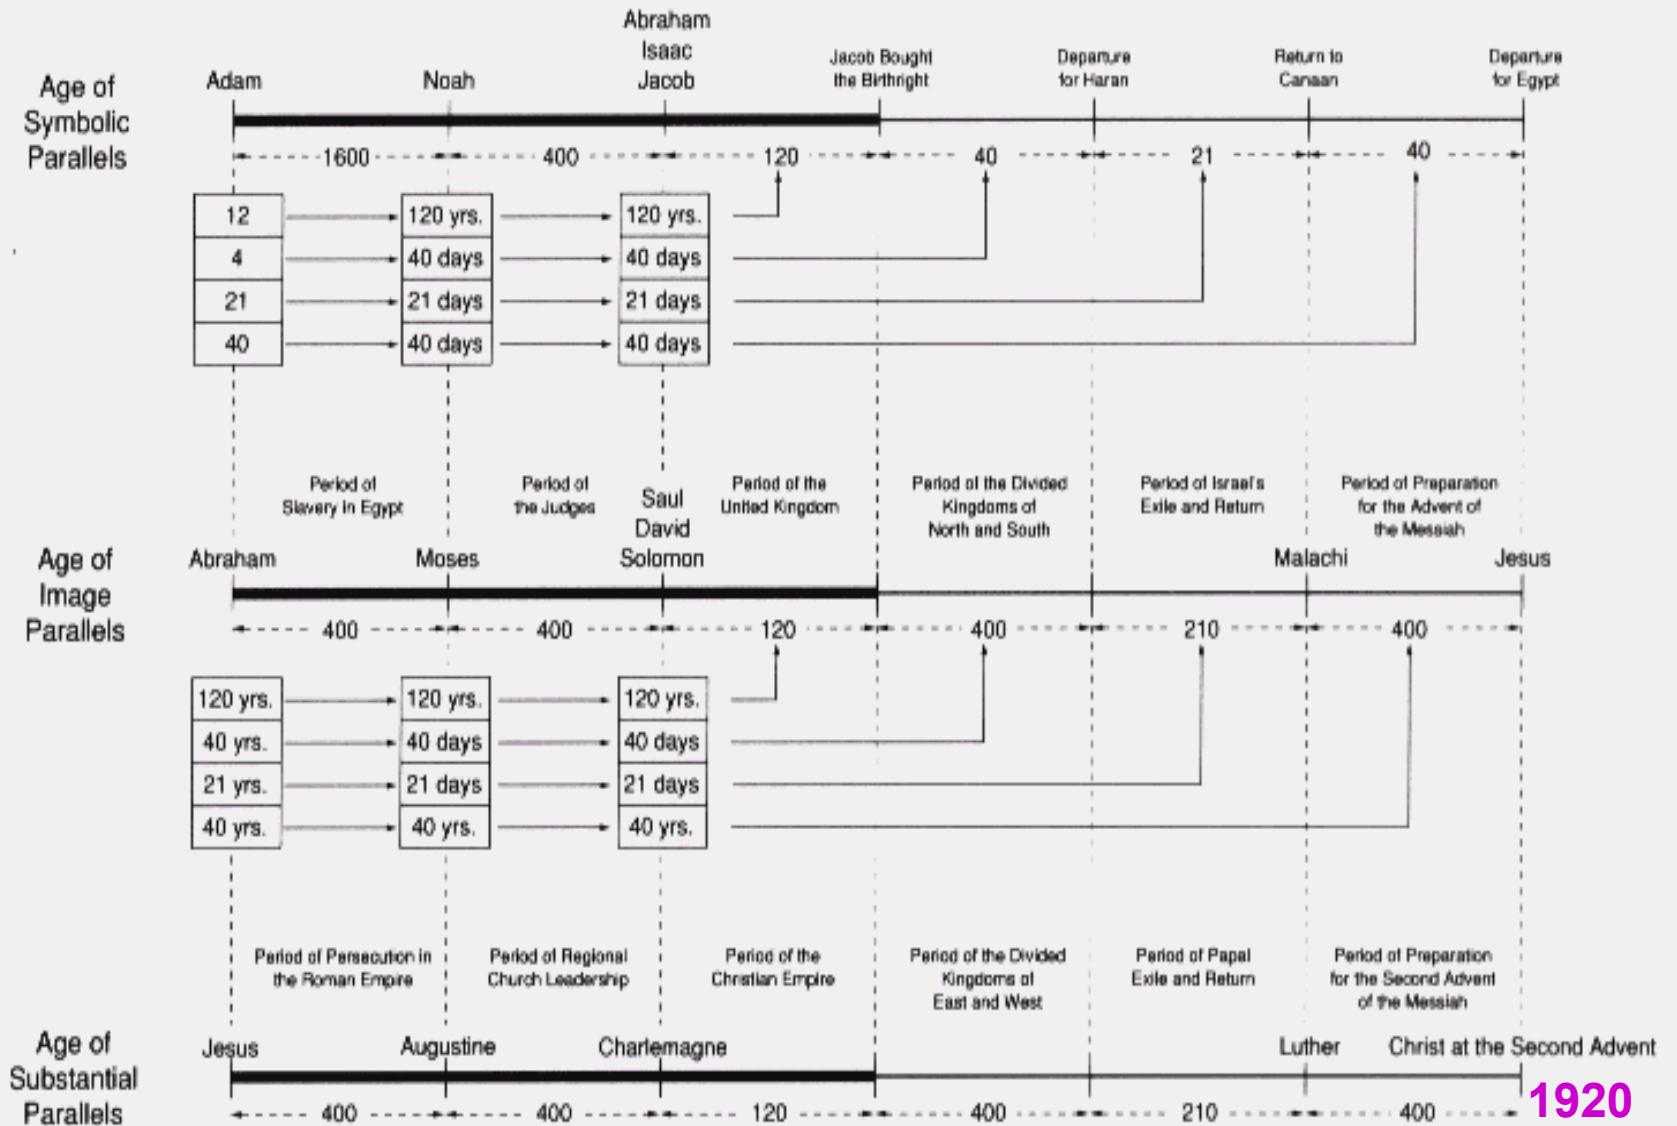 Abraham
Isaac
Jacob
Jacob Bought
the Birthright
Departure
for Haran
Return to
Canaan
Departure
for Egypt
Age of
Symbolic
Parallels
Adam
Noah
1600
400
120
40
21
40
12
120 yrs.
120 yrs.
4
40 days
40 days
21
21 days
21 days
40
40 days
40 days
Period of
Slavery in Egypt
Period of
the Judges
Saul
David
Solomon
Period of the
United Kingdom
Period of the Divided
Kingdoms of
North and South
Period of Israel's
Exile and Return
Period of Preparation
for the Advent of
the Messiah
Age of
Image
Parallels
Abraham
Moses
Malachi
Jesus
400
400
120
400
210
400
120 yrs.
120 yrs.
120 yrs.
40 yrs.
40 days
40 days
21 yrs.
21 days
21 days
40 yrs.
40 yrs.
40 yrs.
Period of Persecution in
the Roman Empire
Period of Regional
Church Leadership
Period of the
Christian Empire
Period of the Divided
Kingdoms of
East and West
Period of Papal
Exile and Return
Period of Preparation
for the Second Advent
of the Messiah
Age of
Substantial
Parallels
Jesus
Augustine
Charlemagne
Luther
Christ at the Second Advent
400
400
120
400
210
400
1920